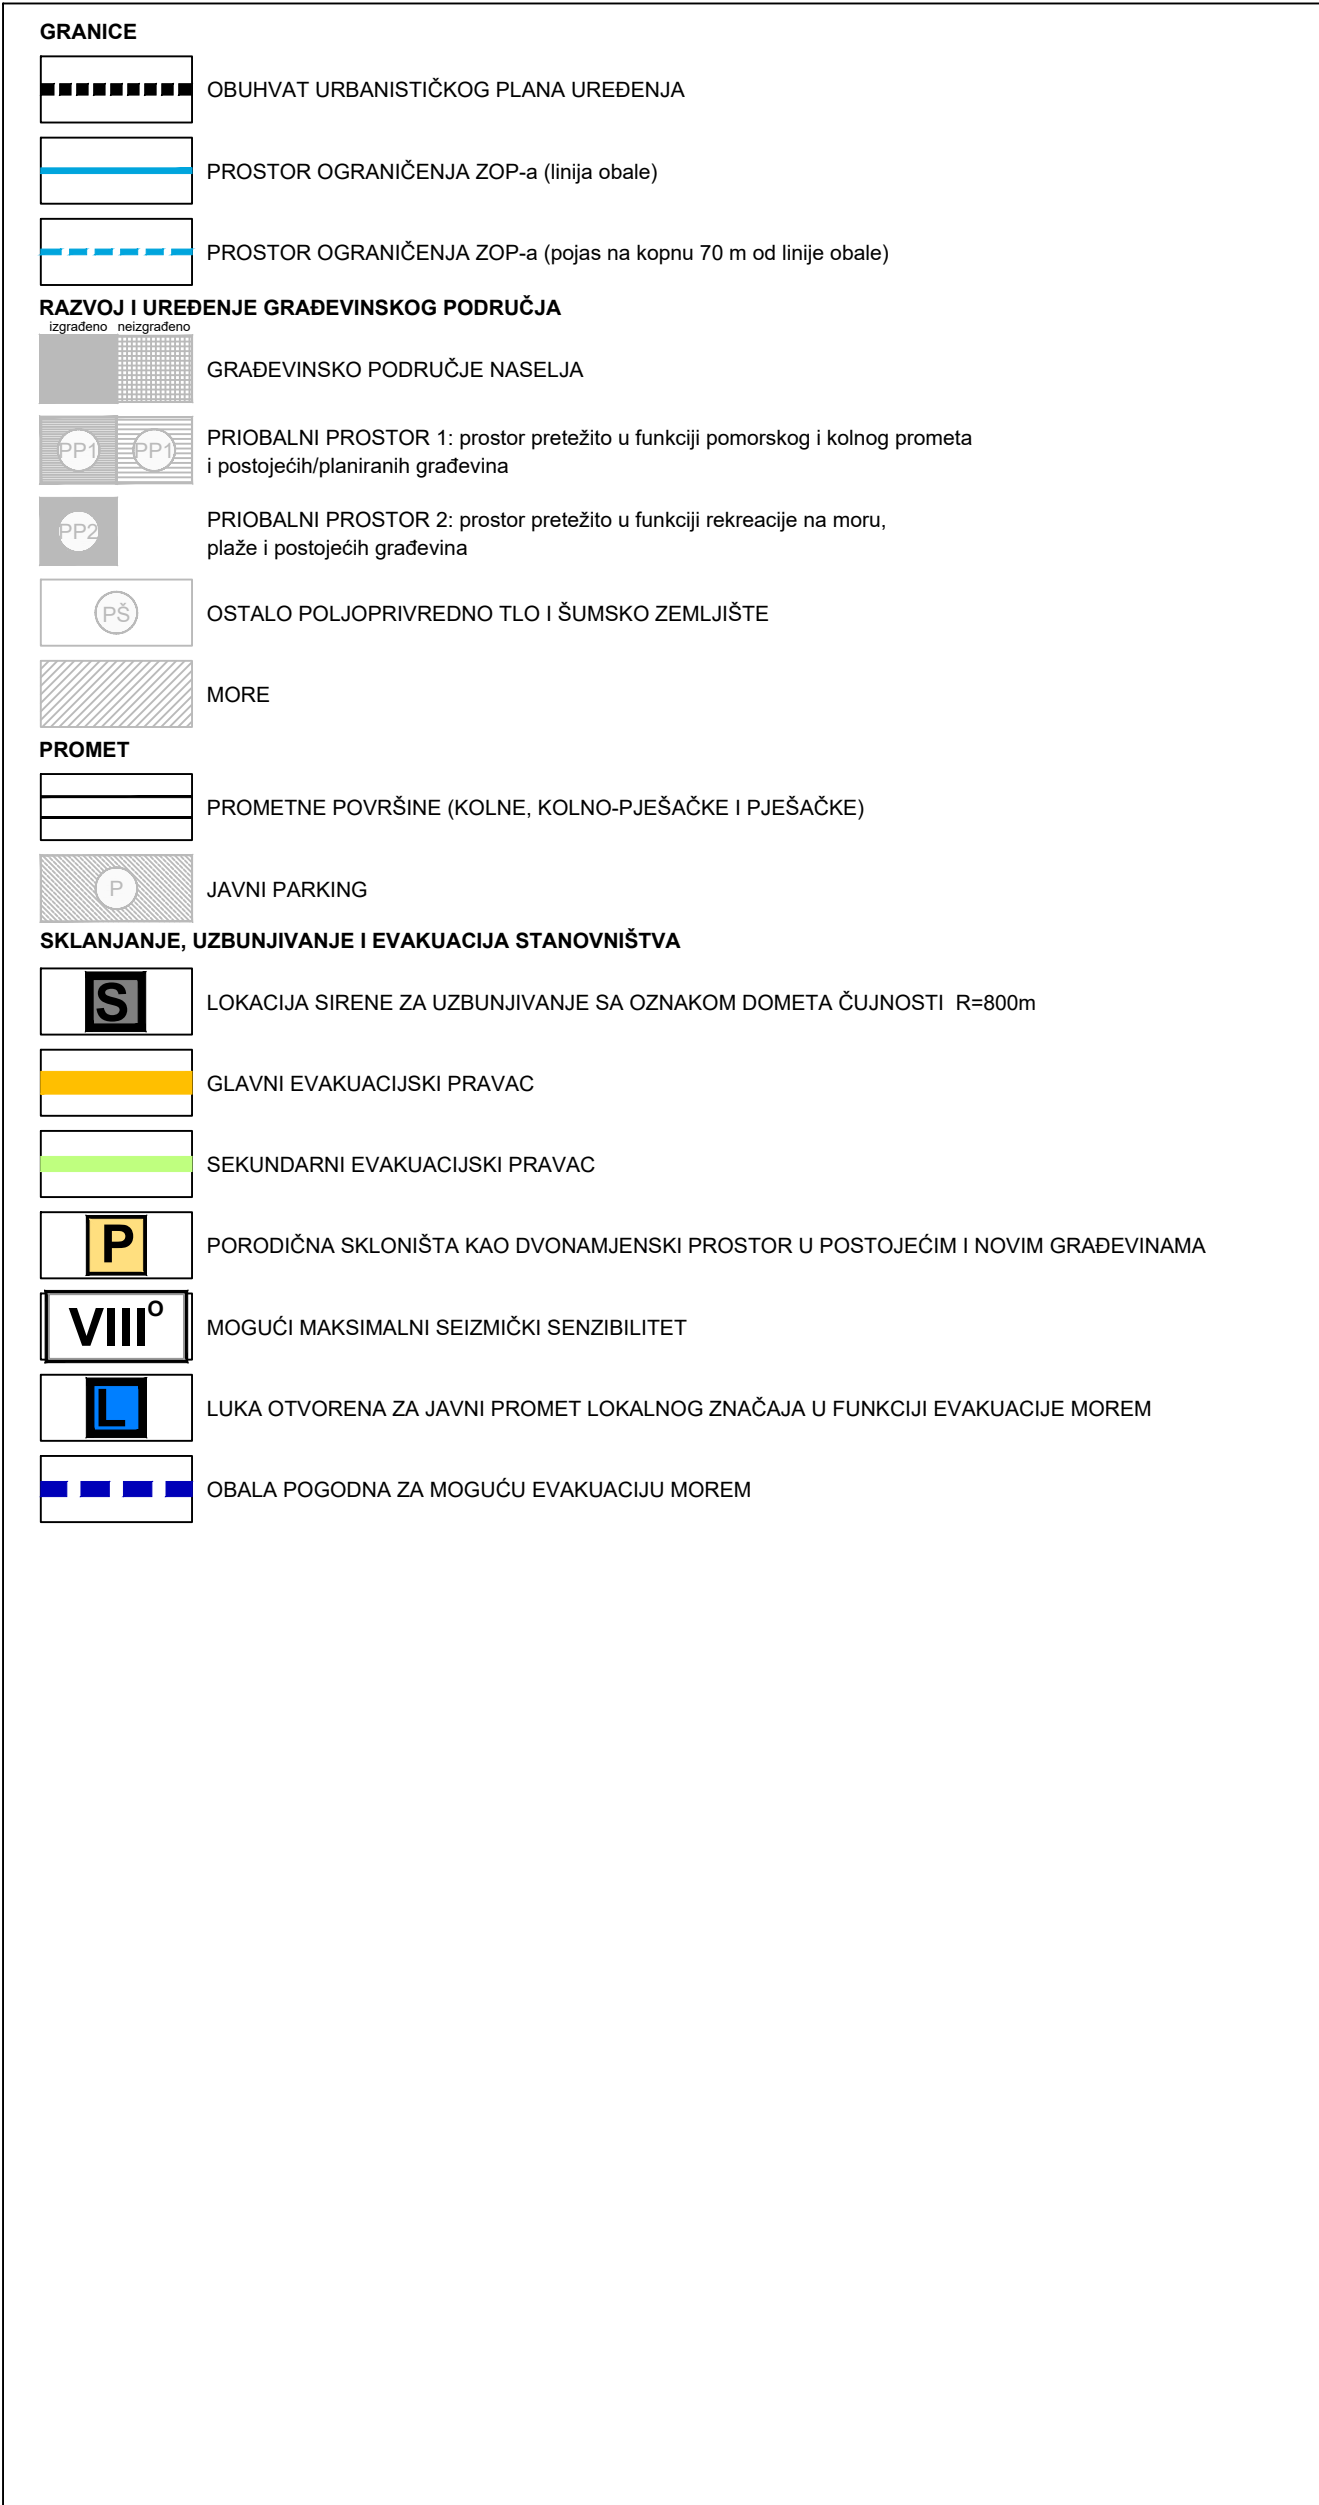 GRANICE
OBUHVAT URBANISTIČKOG PLANA UREĐENJA
PROSTOR OGRANIČENJA ZOP-a (linija obale)
PROSTOR OGRANIČENJA ZOP-a (pojas na kopnu 70 m od linije obale)
RAZVOJ I UREĐENJE GRAĐEVINSKOG PODRUČJA
izgrađeno neizgrađeno
GRAĐEVINSKO PODRUČJE NASELJA
PP1 PP1 PRIOBALNI PROSTOR 1: prostor pretežito u funkciji pomorskog i kolnog prometa
i postojećih/planiranih građevina
PP2 PRIOBALNI PROSTOR 2: prostor pretežito u funkciji rekreacije na moru,
plaže i postojećih građevina
PŠ OSTALO POLJOPRIVREDNO TLO I ŠUMSKO ZEMLJIŠTE
MORE
PROMET
PROMETNE POVRŠINE (KOLNE, KOLNO-PJEŠAČKE I PJEŠAČKE)
P JAVNI PARKING
SKLANJANJE, UZBUNJIVANJE I EVAKUACIJA STANOVNIŠTVA
S LOKACIJA SIRENE ZA UZBUNJIVANJE SA OZNAKOM DOMETA ČUJNOSTI R=800m
GLAVNI EVAKUACIJSKI PRAVAC
SEKUNDARNI EVAKUACIJSKI PRAVAC
P PORODIČNA SKLONIŠTA KAO DVONAMJENSKI PROSTOR U POSTOJEĆIM I NOVIM GRAĐEVINAMA
VIIIº MOGUĆI MAKSIMALNI SEIZMIČKI SENZIBILITET
L LUKA OTVORENA ZA JAVNI PROMET LOKALNOG ZNAČAJA U FUNKCIJI EVAKUACIJE MOREM
OBALA POGODNA ZA MOGUĆU EVAKUACIJU MOREM